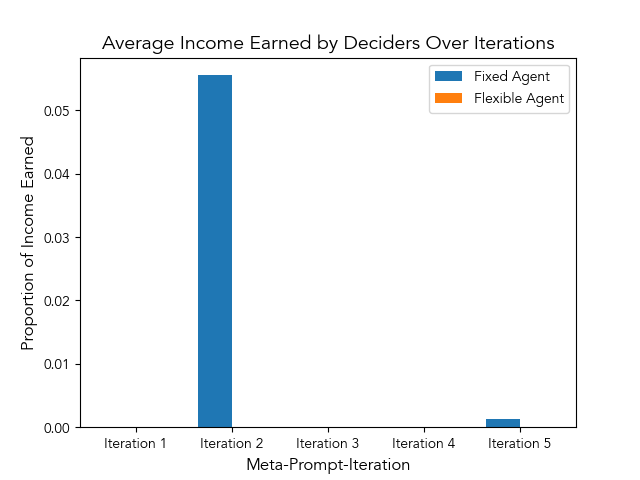 Average Income Earned by Deciders Over Iterations
Fixed Agent
Flexible Agent
Proportion of Income Earned
0.05
0.04
0.03
0.02
0.01
0.00
Iteration 1
Iteration 2
Iteration 3
Iteration 4
Iteration 5
Meta-Prompt-Iteration